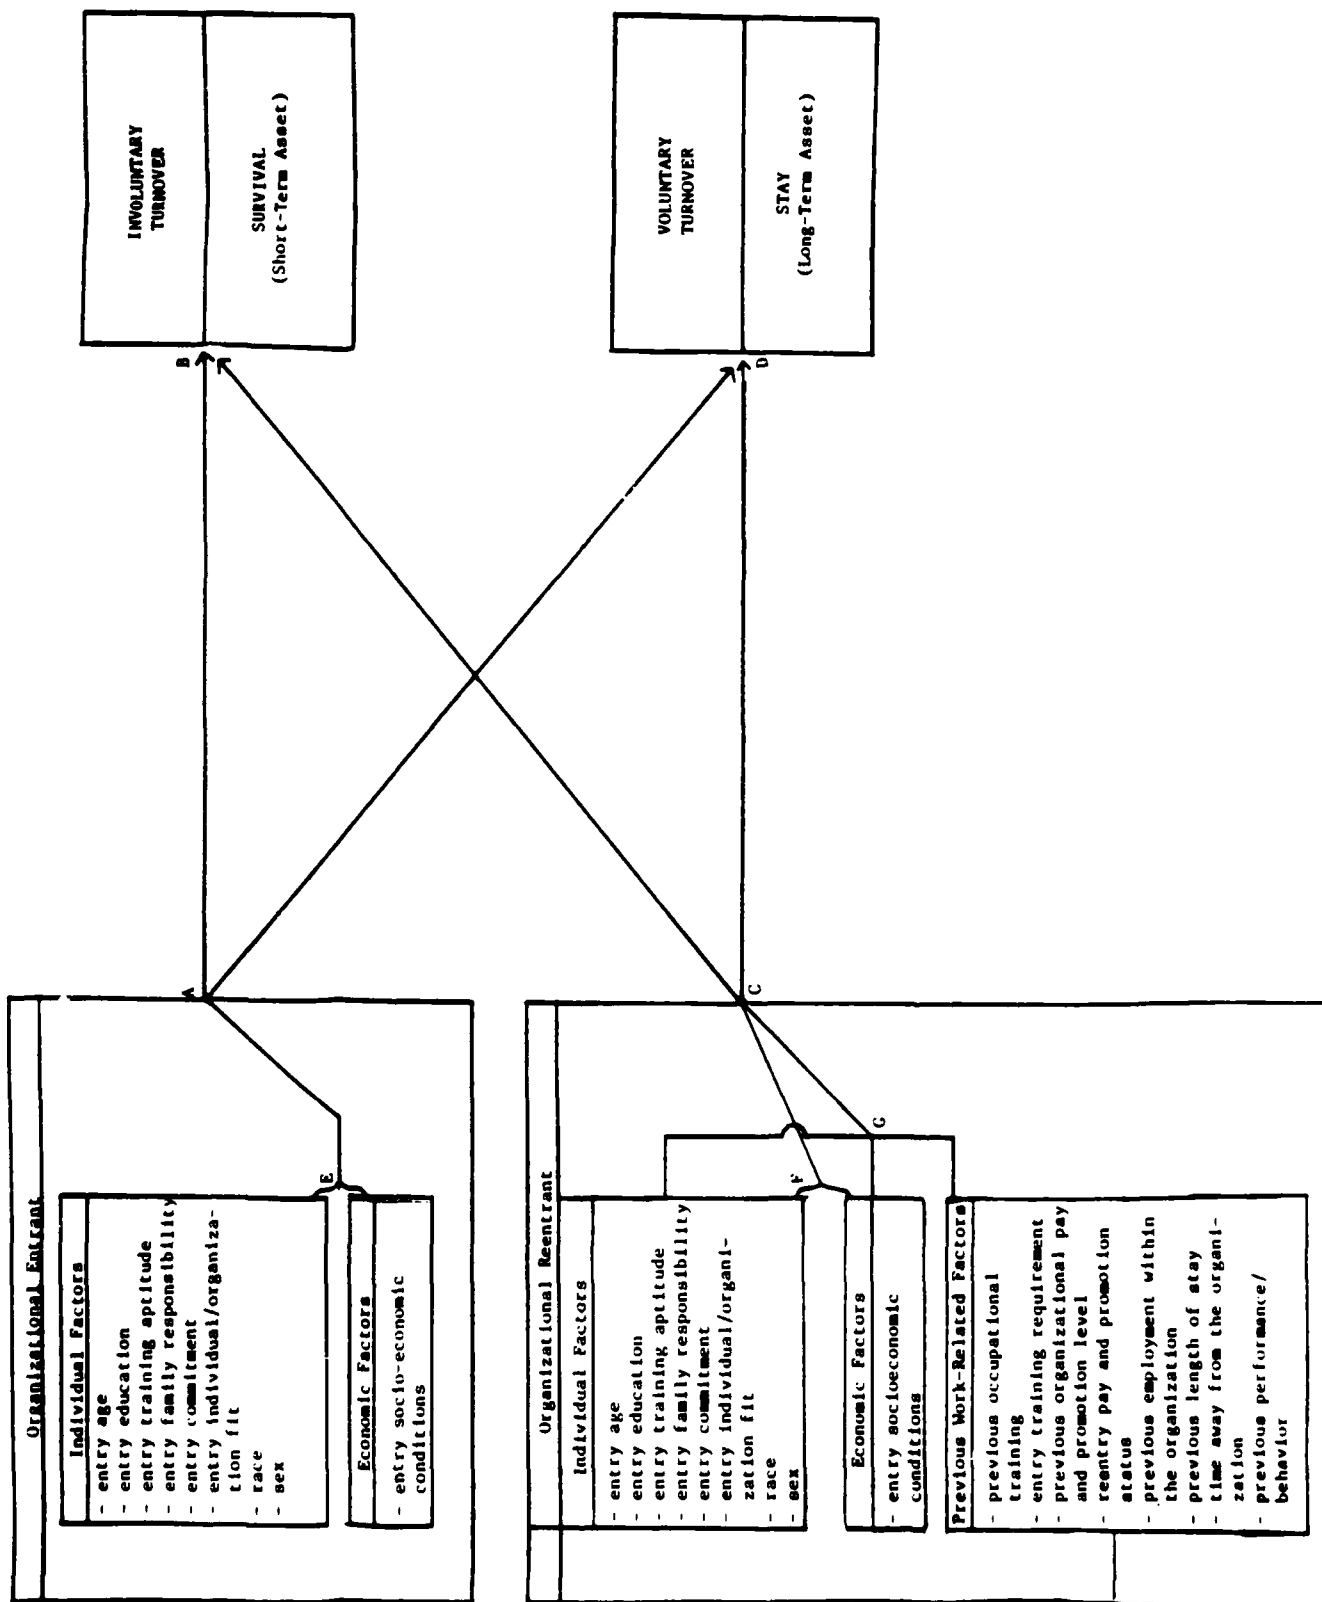 Organizational Entrant
Individual Factors
- entry age
- entry education
- entry training aptitude
- entry family responsibility
- entry commitment
- entry individual/organiza-
tion fit
- race
- sex
Economic Factors
- entry socio-economic
conditions
E
A
B
INVOLUNTARY
TURNOVER
SURVIVAL
(Short-Term Asset)
Organizational Reentrant
Individual Factors
- entry age
- entry education
- entry training aptitude
- entry family responsibility
- entry commitment
- entry individual/organi-
zation fit
- race
- sex
Economic Factors
- entry socioeconomic
conditions
Previous Work-Related Factors
- previous occupational
training
- entry training requirement
- previous organizational pay
and promotion level
- reentry pay and promotion
status
- previous employment within
the organization
- previous length of stay
- time away from the organi-
zation
- previous performance/
behavior
F
G
C
D
VOLUNTARY
TURNOVER
STAY
(Long-Term Asset)